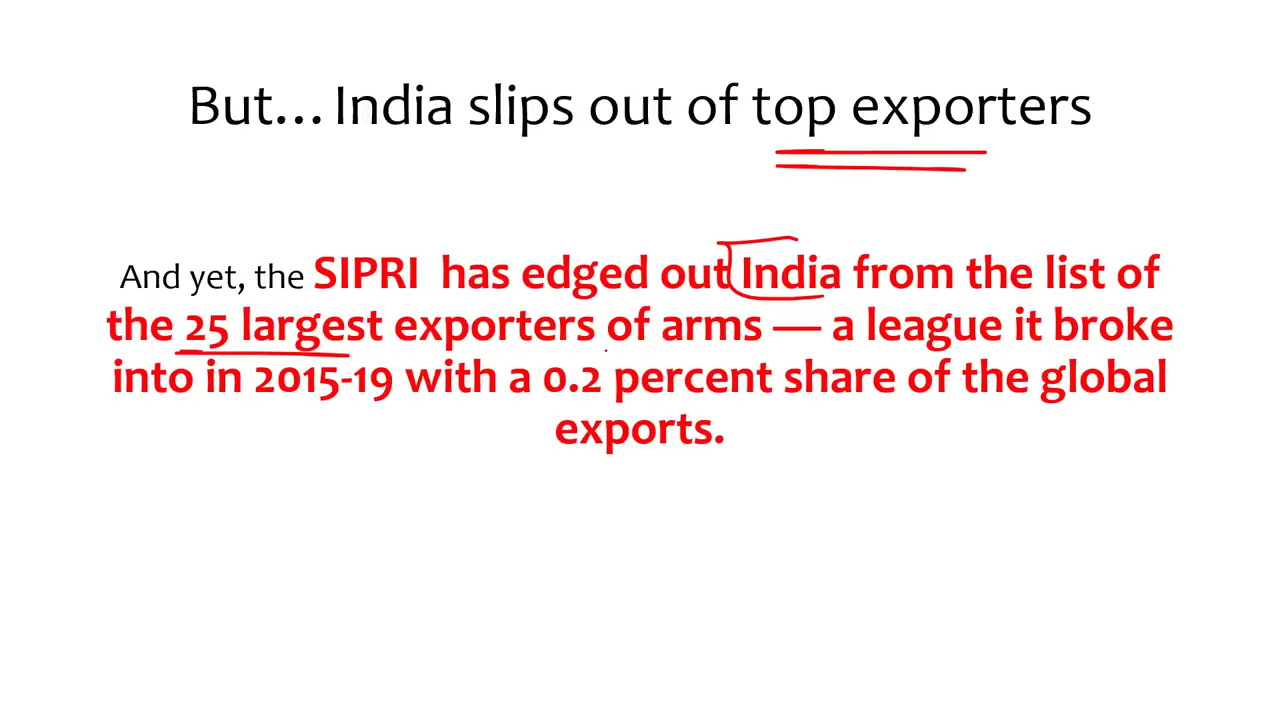 But... India slips out of top exporters
And yet, the SIPRI has edged out India from the list of
the 25 largest exporters of arms — a league it broke
into in 2015-19 with a 0.2 percent share of the global
exports.